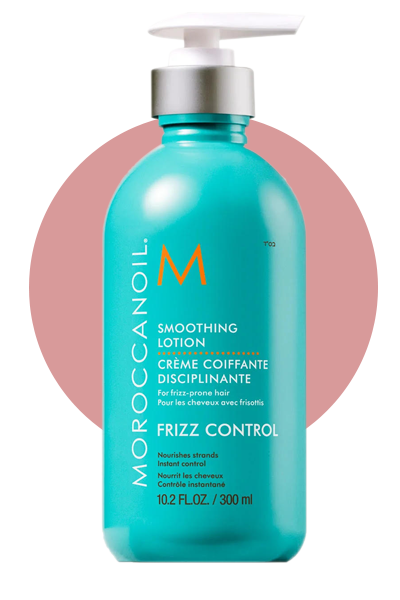 MOROCCANOIL.
M
SMOOTHING
LOTION
CRÈME COIFFANTE
DISCIPLINANTE
For frizz-prone hair
Pour les cheveux avec frisottis
FRIZZ CONTROL
Nourishes strands
Instant control
Nourrit les cheveux
Contrôle instantané
10.2 FL.OZ. / 300 ml